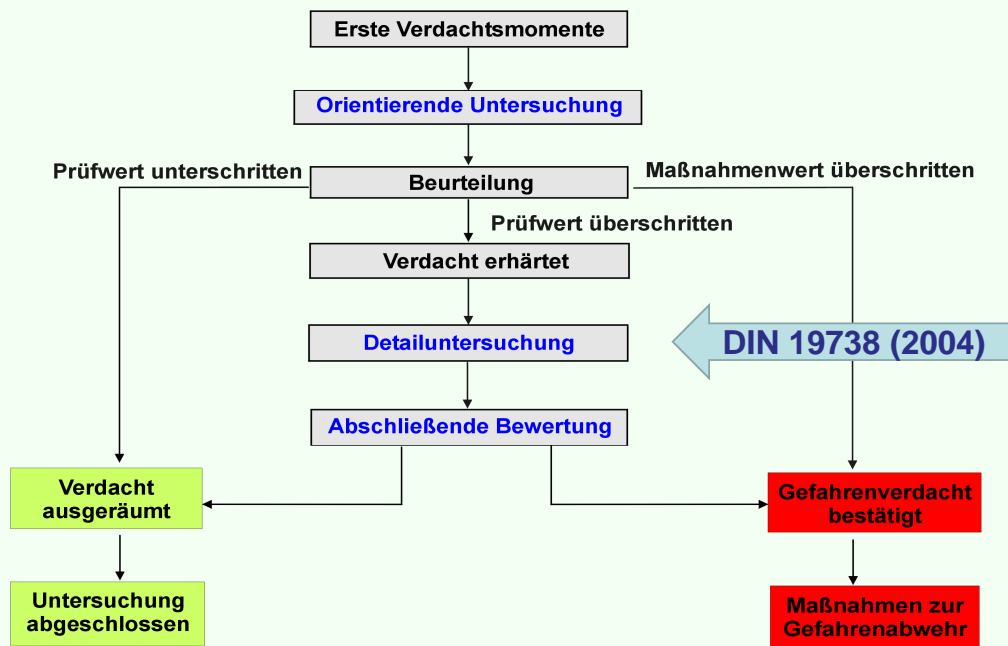 Erste Verdachtsmomente
Orientierende Untersuchung
Prüfwert unterschritten
Beurteilung
Maßnahmenwert überschritten
Prüfwert überschritten
Verdacht erhärtet
Detailuntersuchung
DIN 19738 (2004)
Abschließende Bewertung
Verdacht
ausgeräumt
Gefahrenverdacht
bestätigt
Untersuchung
abgeschlossen
Maßnahmen zur
Gefahrenabwehr